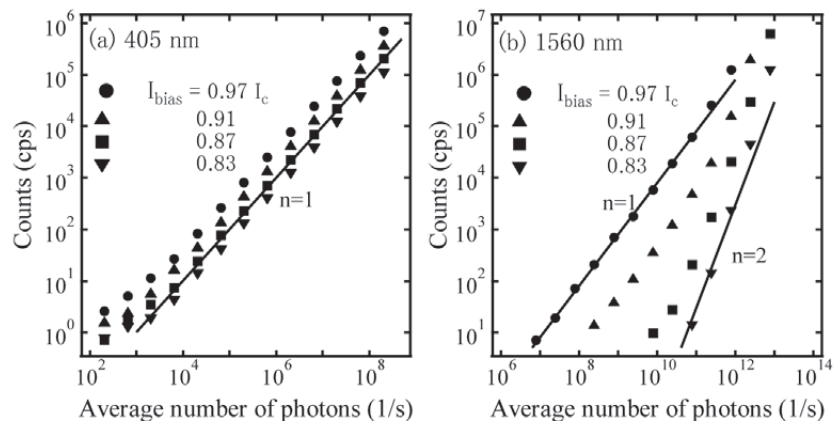 (a) 405 nm
I_bias = 0.97 I_c
0.91
0.87
0.83
n=1
Counts (cps)
10^6
10^5
10^4
10^3
10^2
10^1
10^0
10^2 10^4 10^6 10^8
Average number of photons (1/s)
(b) 1560 nm
I_bias = 0.97 I_c
0.91
0.87
0.83
n=1
n=2
Counts (cps)
10^7
10^6
10^5
10^4
10^3
10^2
10^1
10^6 10^8 10^10 10^12 10^14
Average number of photons (1/s)